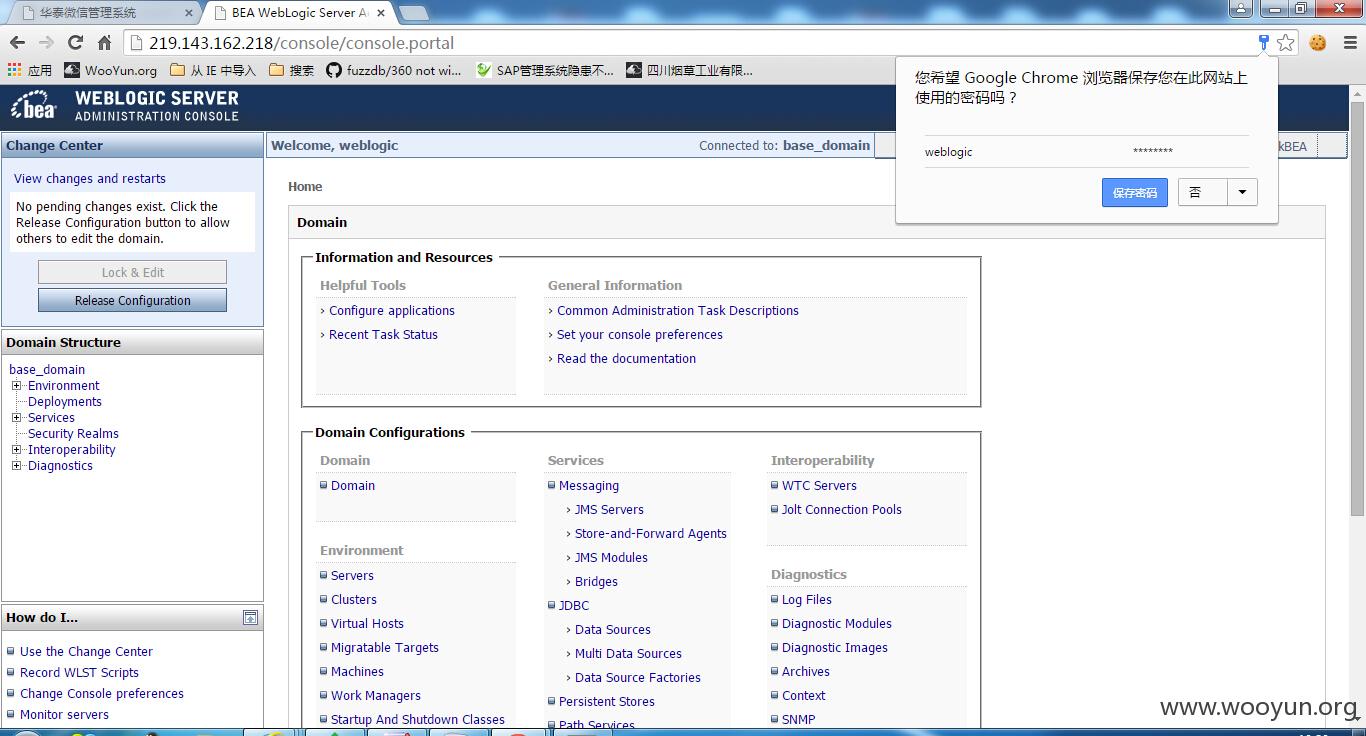 华泰微信管理系统
BEA WebLogic Server A
219.143.162.218/console/console.portal
应用 WooYun.org 从 IE 中导入 搜索 fuzzdb/360 not wi... SAP管理系统隐患不... 四川烟草工业有限...
您希望 Google Chrome 浏览器保存您在此网站上
使用的密码吗？
weblogic ********
保存密码 否
bea WEBLOGIC SERVER
ADMINISTRATION CONSOLE
Change Center
View changes and restarts
No pending changes exist. Click the
Release Configuration button to allow
others to edit the domain.
Lock & Edit
Release Configuration
Domain Structure
base_domain
Environment
Deployments
Services
Security Realms
Interoperability
Diagnostics
How do I...
Use the Change Center
Record WLST Scripts
Change Console preferences
Monitor servers
Welcome, weblogic Connected to: base_domain kBEA
Home
Domain
Information and Resources
Helpful Tools
› Configure applications
› Recent Task Status
General Information
› Common Administration Task Descriptions
› Set your console preferences
› Read the documentation
Domain Configurations
Domain
Domain
Environment
Servers
Clusters
Virtual Hosts
Migratable Targets
Machines
Work Managers
Startup And Shutdown Classes
Services
Messaging
› JMS Servers
› Store-and-Forward Agents
› JMS Modules
› Bridges
JDBC
› Data Sources
› Multi Data Sources
› Data Source Factories
Persistent Stores
Path Services
Interoperability
WTC Servers
Jolt Connection Pools
Diagnostics
Log Files
Diagnostic Modules
Diagnostic Images
Archives
Context
SNMP
www.wooyun.org